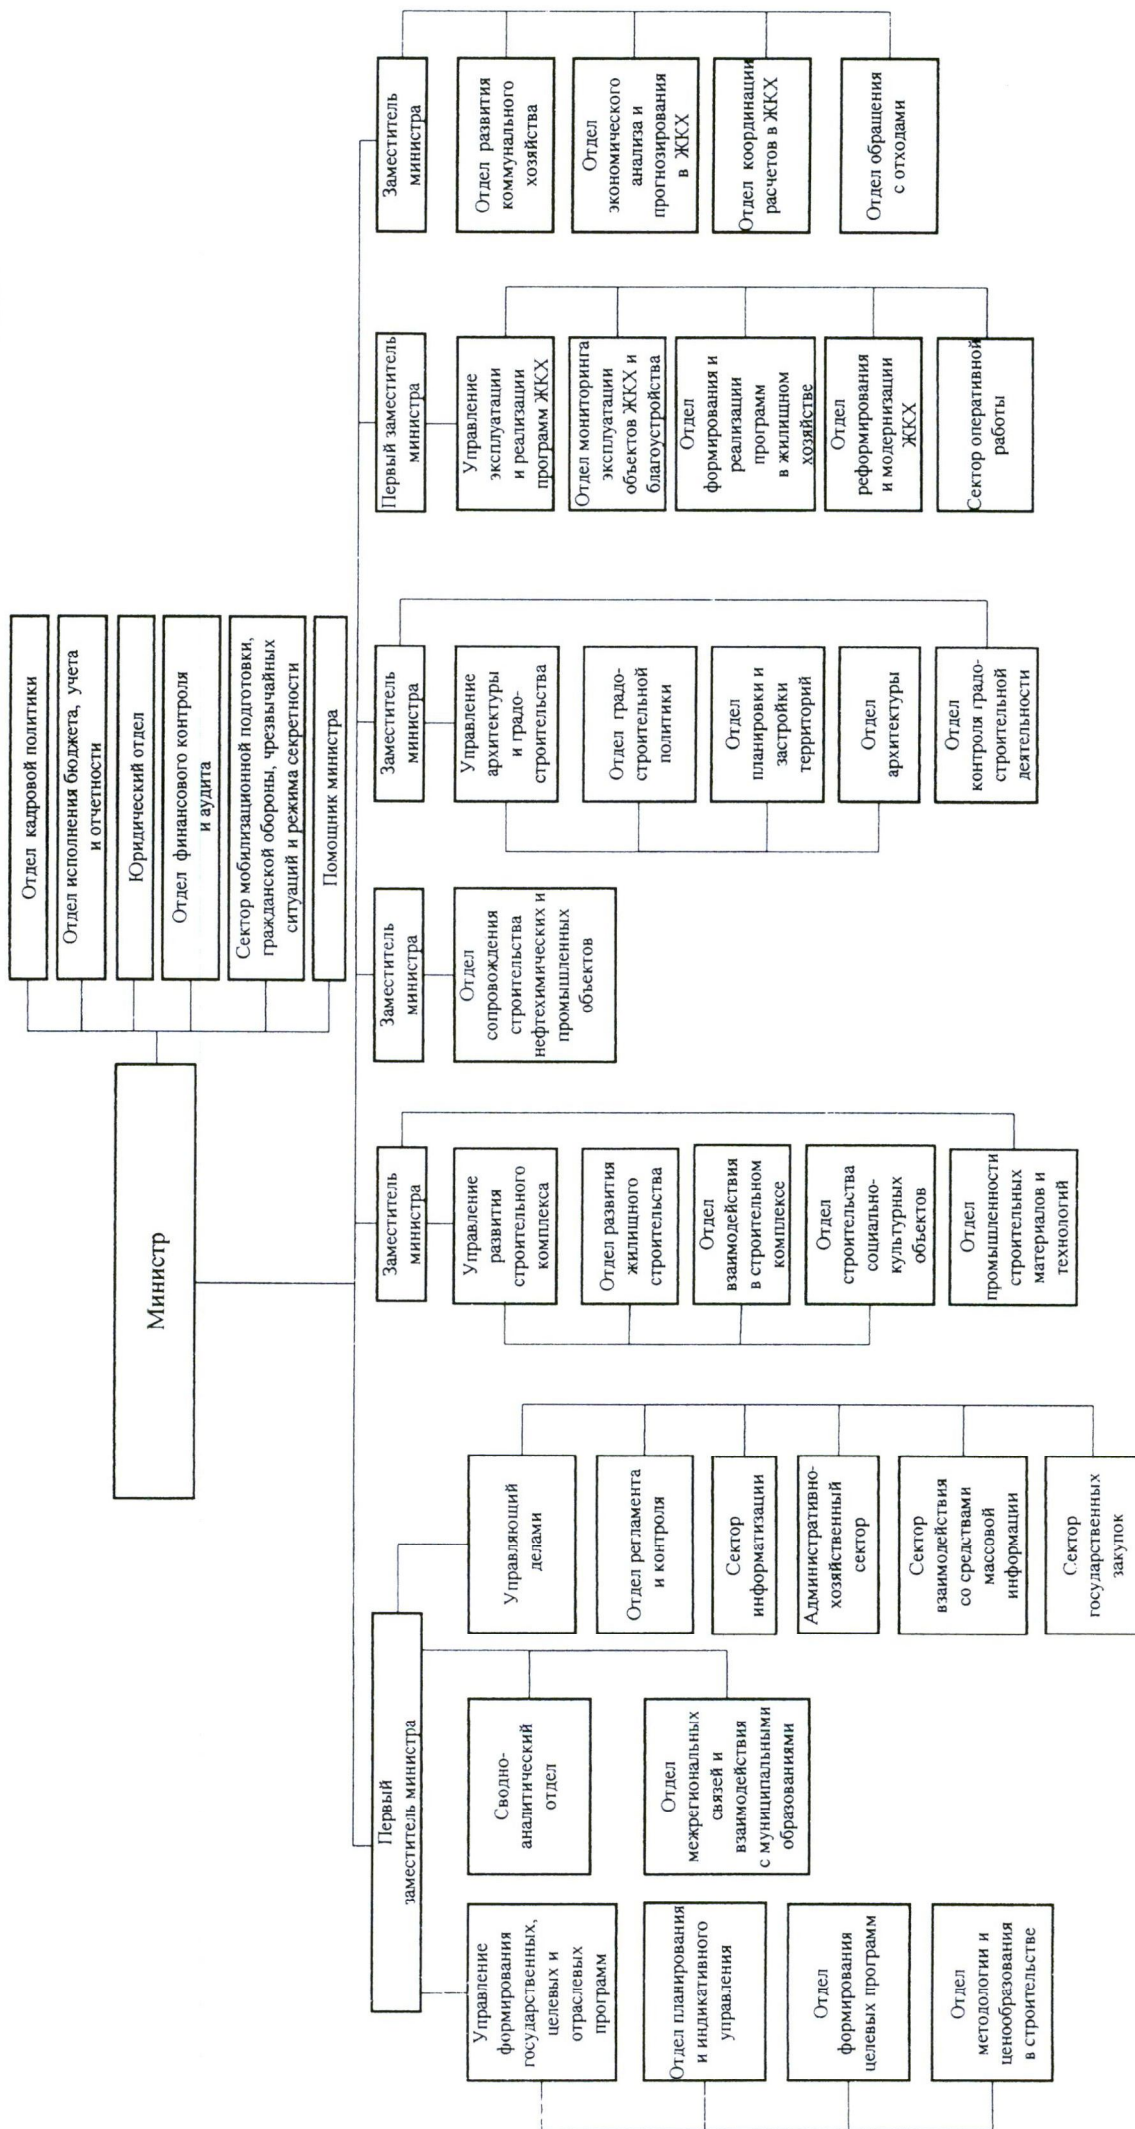 Министр
Отдел кадровой политики
Отдел исполнения бюджета, учета
и отчетности
Юридический отдел
Отдел финансового контроля
и аудита
Сектор мобилизационной подготовки,
гражданской обороны, чрезвычайных
ситуаций и режима секретности
Помощник министра
Первый
заместитель министра
Управление
формирования
государственных,
целевых и
отраслевых
программ
Отдел планирования
и индикативного
управления
Отдел
формирования
целевых программ
Отдел
методологии и
ценообразования
в строительстве
Сводно-
аналитический
отдел
Отдел
межрегиональных
связей и
взаимодействия
с муниципальными
образованиями
Управляющий
делами
Отдел регламента
и контроля
Сектор
информатизации
Административно-
хозяйственный
сектор
Сектор
взаимодействия
со средствами
массовой
информации
Сектор
государственных
закупок
Заместитель
министра
Управление
развития
строительного
комплекса
Отдел развития
жилищного
строительства
Отдел
взаимодействия
в строительном
комплексе
Отдел
строительства
социально-
культурных
объектов
Отдел
промышленности
строительных
материалов и
технологий
Заместитель
министра
Отдел
сопровождения
строительства
нефтехимических и
промышленных
объектов
Заместитель
министра
Управление
архитектуры
и градо-
строительства
Отдел градо-
строительной
политики
Отдел
планировки и
застройки
территорий
Отдел
архитектуры
Отдел
контроля градо-
строительной
деятельности
Первый заместитель
министра
Управление
эксплуатации
и реализации
программ ЖКХ
Отдел мониторинга
эксплуатации
объектов ЖКХ и
благоустройства
Отдел
формирования и
реализации
программ
в жилищном
хозяйстве
Отдел
реформирования
и модернизации
ЖКХ
Сектор оперативной
работы
Заместитель
министра
Отдел развития
коммунального
хозяйства
Отдел
экономического
анализа и
прогнозирования
в ЖКХ
Отдел координации
расчетов в ЖКХ
Отдел обращения
с отходами